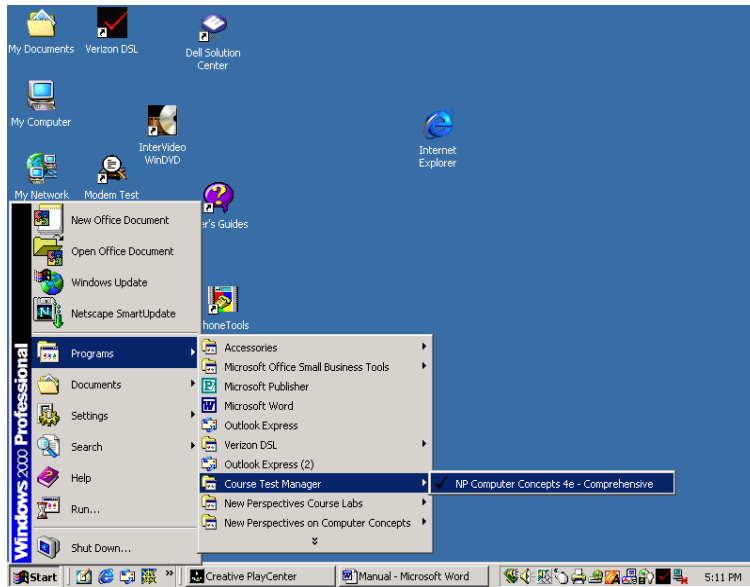 My Documents
Verizon DSL
Dell Solution
Center
My Computer
InterVideo
WinDVD
Internet
Explorer
My Network
Modem Test
er's Guides
honeTools
New Office Document
Open Office Document
Windows Update
Netscape SmartUpdate
Programs
Documents
Settings
Search
Help
Run...
Shut Down...
Windows 2000 Professional
Accessories
Microsoft Office Small Business Tools
Microsoft Publisher
Microsoft Word
Outlook Express
Verizon DSL
Outlook Express (2)
Course Test Manager
New Perspectives Course Labs
New Perspectives on Computer Concepts
NP Computer Concepts 4e - Comprehensive
Start
Creative PlayCenter
Manual - Microsoft Word
5:11 PM